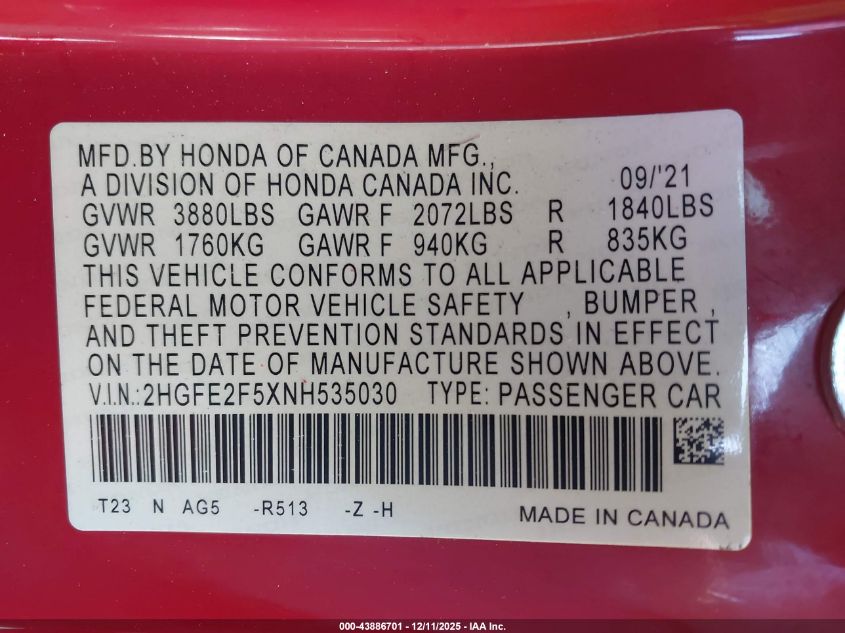 MFD.BY HONDA OF CANADA MFG.,
A DIVISION OF HONDA CANADA INC. 09/'21
GVWR 3880LBS GAWR F 2072LBS R 1840LBS
GVWR 1760KG GAWR F 940KG R 835KG
THIS VEHICLE CONFORMS TO ALL APPLICABLE
FEDERAL MOTOR VEHICLE SAFETY , BUMPER ,
AND THEFT PREVENTION STANDARDS IN EFFECT
ON THE DATE OF MANUFACTURE SHOWN ABOVE.
V.I.N.:2HGFE2F5XNH535030 TYPE: PASSENGER CAR
T23 N AG5 -R513 -Z -H
MADE IN CANADA
000-43886701 - 12/11/2025 - IAA Inc.